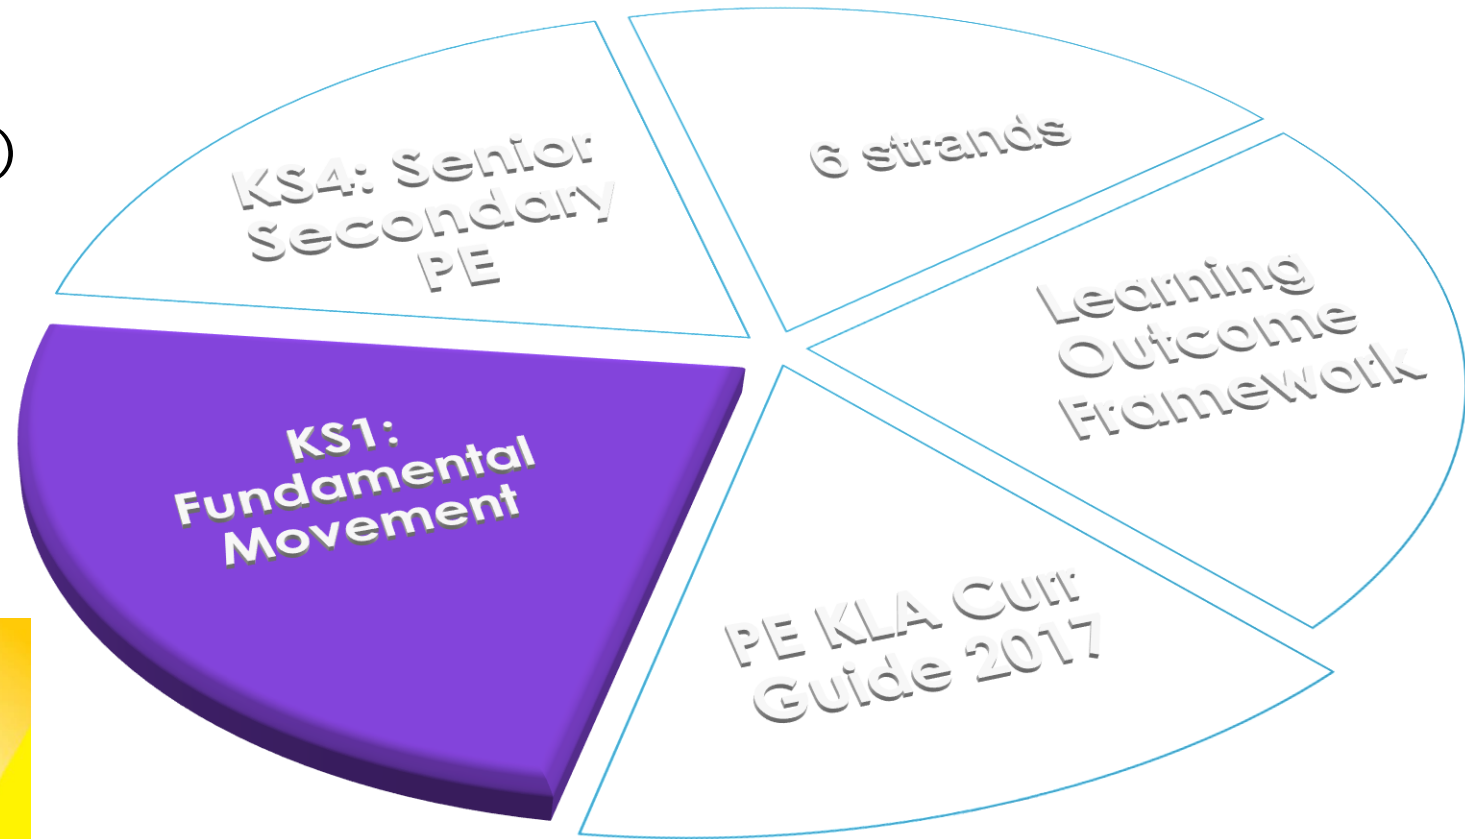 )
KS4: Senior
Secondary
PE
6 strands
Learning
Outcome
Framework
KS1:
Fundamental
Movement
PE KLA Curr
Guide 2017